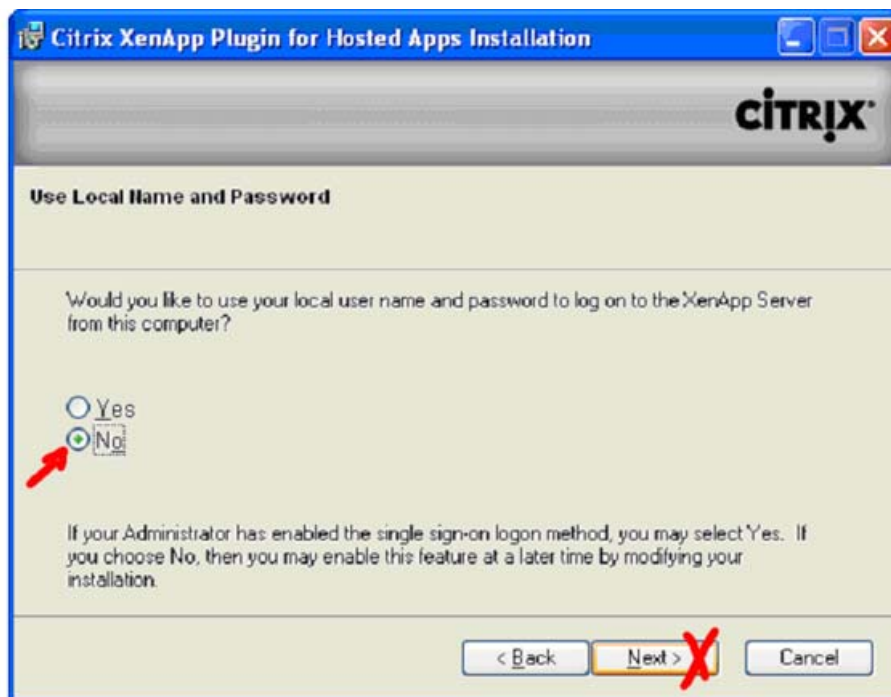 Citrix XenApp Plugin for Hosted Apps Installation
CITRIX
Use Local Name and Password
Would you like to use your local user name and password to log on to the XenApp Server
from this computer?
Yes
No
If your Administrator has enabled the single sign-on logon method, you may select Yes. If
you choose No, then you may enable this feature at a later time by modifying your
installation.
< Back
Next >
Cancel